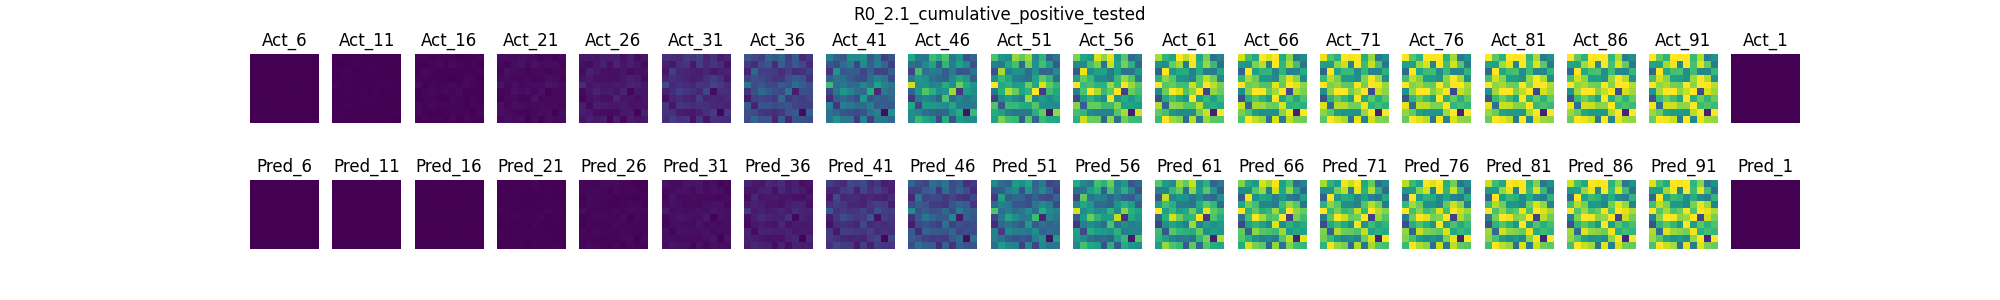 R0_2.1_cumulative_positive_tested
Act_6 Act_11 Act_16 Act_21 Act_26 Act_31 Act_36 Act_41 Act_46 Act_51 Act_56 Act_61 Act_66 Act_71 Act_76 Act_81 Act_86 Act_91 Act_1
Pred_6 Pred_11 Pred_16 Pred_21 Pred_26 Pred_31 Pred_36 Pred_41 Pred_46 Pred_51 Pred_56 Pred_61 Pred_66 Pred_71 Pred_76 Pred_81 Pred_86 Pred_91 Pred_1